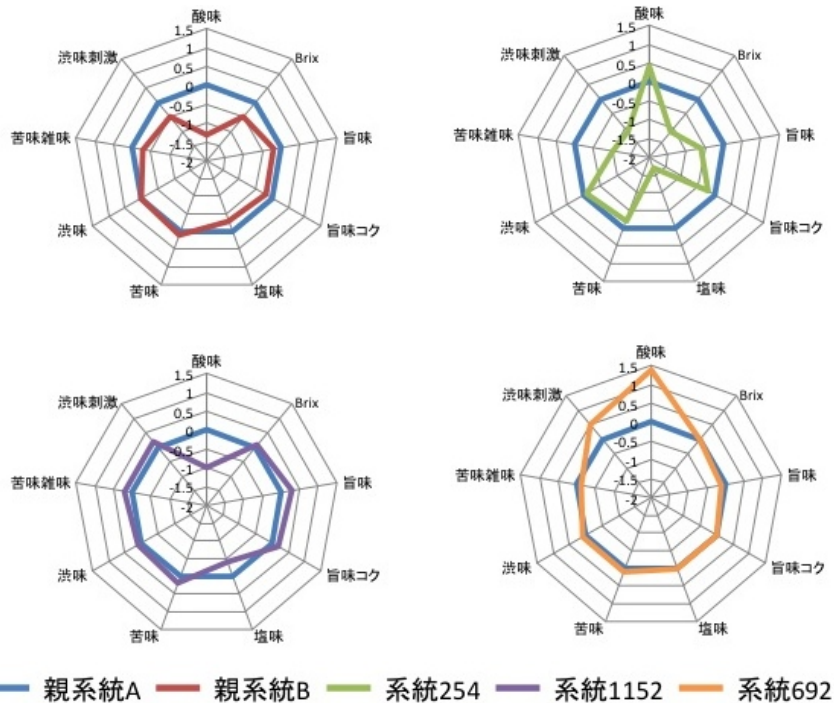 酸味
1.5
1
0.5
0
-0.5
-1
-1.5
-2
Brix
旨味
旨味コク
塩味
苦味
渋味
苦味雑味
渋味刺激
酸味
1.5
1
0.5
0
-0.5
-1
-1.5
-2
Brix
旨味
旨味コク
塩味
苦味
渋味
苦味雑味
渋味刺激
酸味
1.5
1
0.5
0
-0.5
-1
-1.5
-2
Brix
旨味
旨味コク
塩味
苦味
渋味
苦味雑味
渋味刺激
酸味
1.5
1
0.5
0
-0.5
-1
-1.5
-2
Brix
旨味
旨味コク
塩味
苦味
渋味
苦味雑味
渋味刺激
親系統A 親系統B 系統254 系統1152 系統692